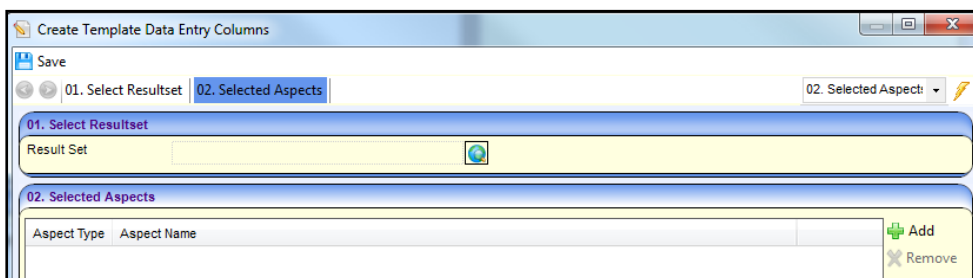 Create Template Data Entry Columns
Save
01. Select Resultset 02. Selected Aspects 02. Selected Aspect:
01. Select Resultset
Result Set
02. Selected Aspects
Aspect Type Aspect Name Add
Remove